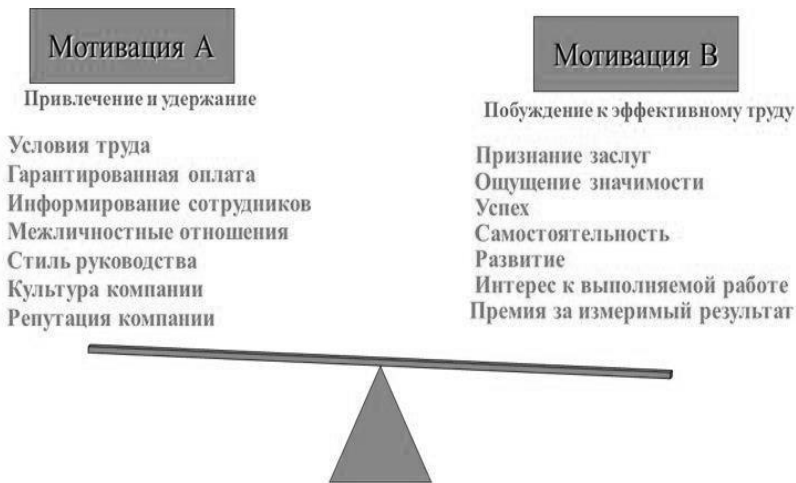 Мотивация А
Привлечение и удержание
Условия труда
Гарантированная оплата
Информирование сотрудников
Межличностные отношения
Стиль руководства
Культура компании
Репутация компании
Мотивация В
Побуждение к эффективному труду
Признание заслуг
Ощущение значимости
Успех
Самостоятельность
Развитие
Интерес к выполняемой работе
Премия за измеримый результат